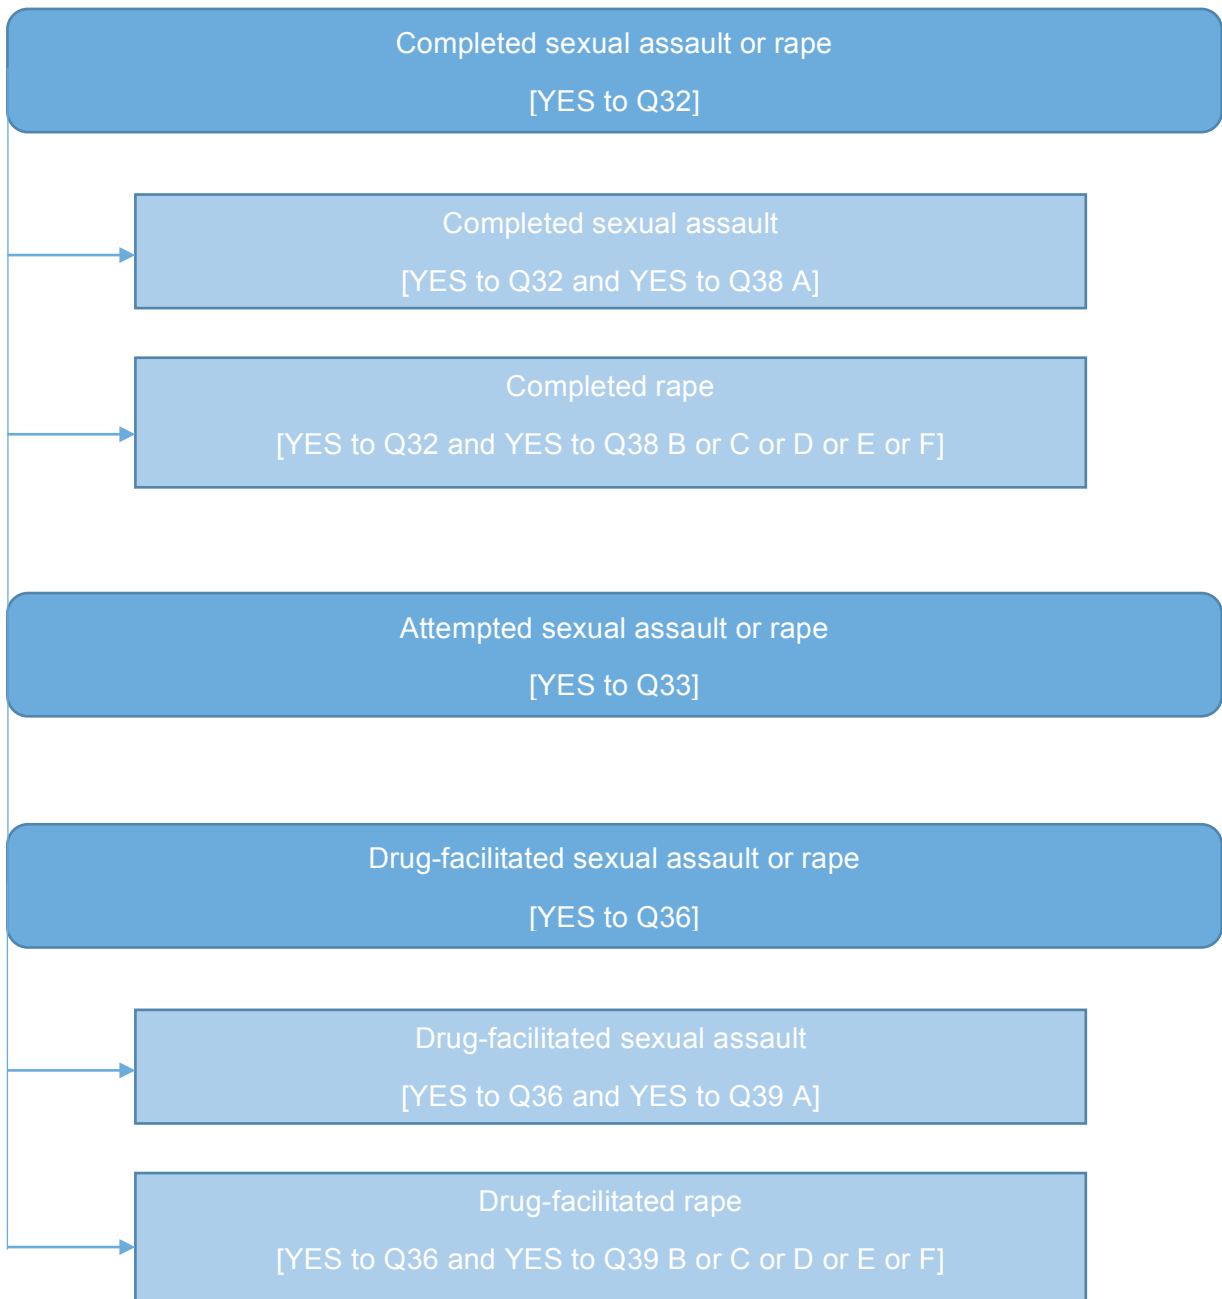 Completed sexual assault or rape
[YES to Q32]
Completed sexual assault
[YES to Q32 and YES to Q38 A]
Completed rape
[YES to Q32 and YES to Q38 B or C or D or E or F]
Attempted sexual assault or rape
[YES to Q33]
Drug-facilitated sexual assault or rape
[YES to Q36]
Drug-facilitated sexual assault
[YES to Q36 and YES to Q39 A]
Drug-facilitated rape
[YES to Q36 and YES to Q39 B or C or D or E or F]